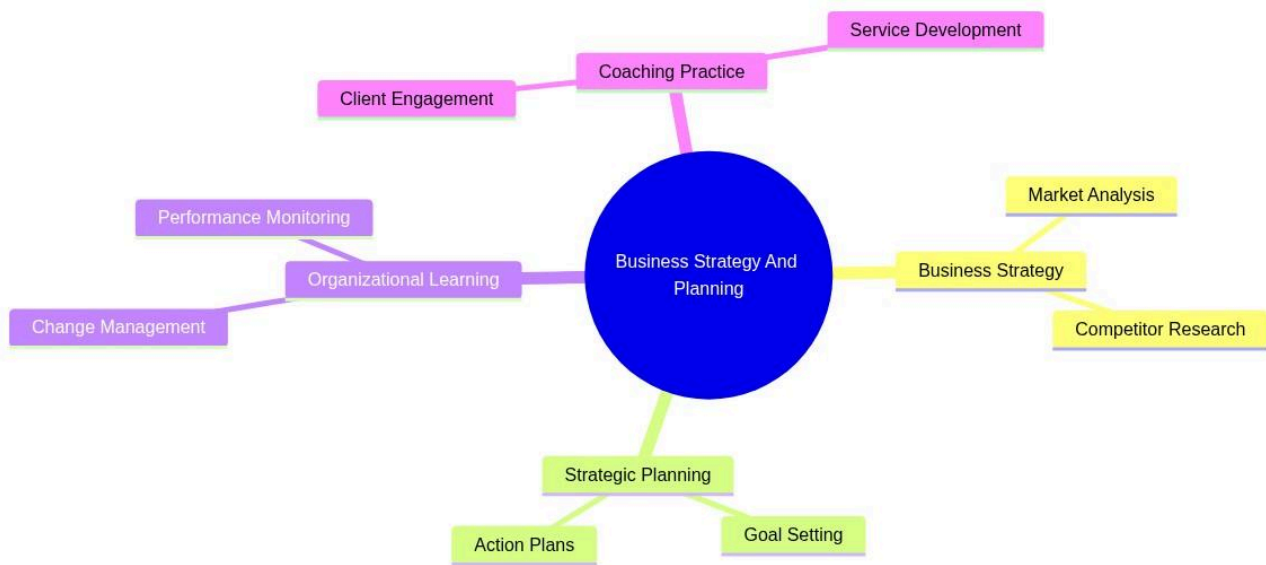 Service Development
Coaching Practice
Client Engagement
Market Analysis
Performance Monitoring
Business Strategy And
Planning
Business Strategy
Organizational Learning
Change Management
Competitor Research
Strategic Planning
Goal Setting
Action Plans